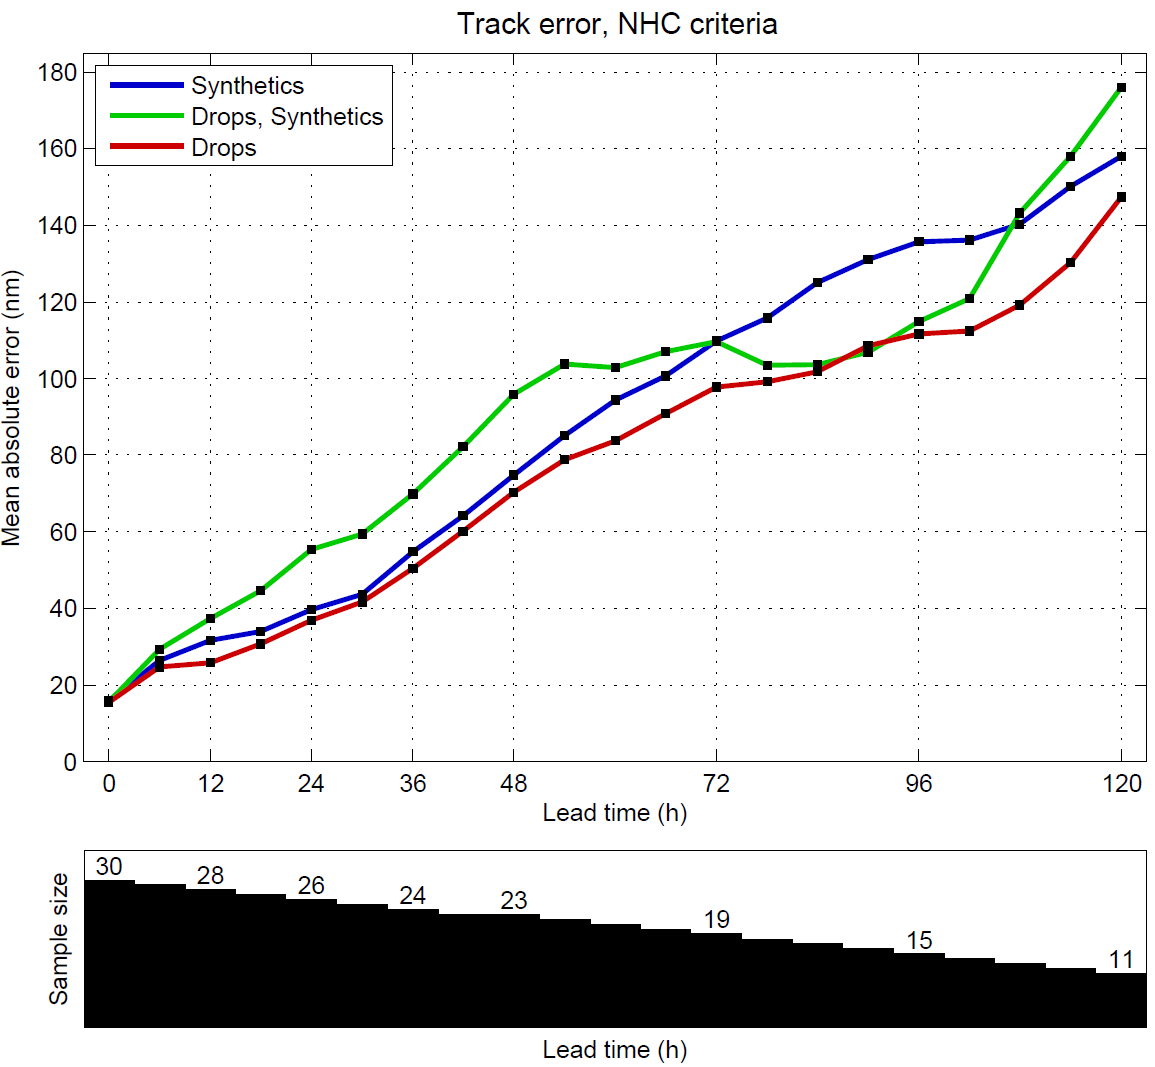 Track error, NHC criteria
Synthetics
Drops, Synthetics
Drops
Mean absolute error (nm)
180
160
140
120
100
80
60
40
20
0
0 12 24 36 48 72 96 120
Lead time (h)
Sample size
30 28 26 24 23 19 15 11
Lead time (h)